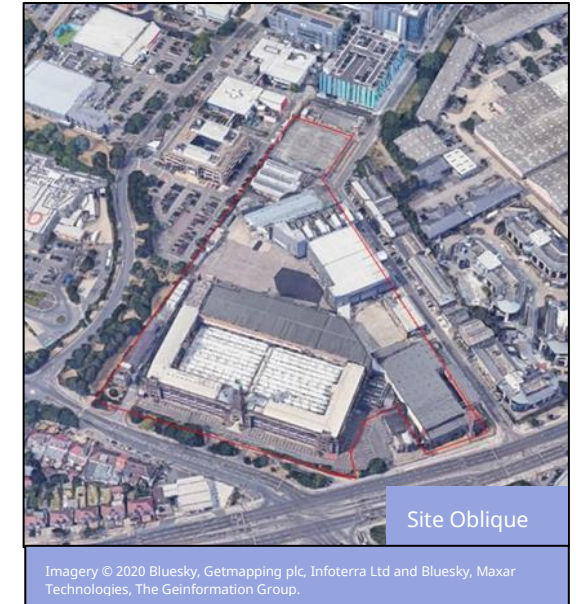 Site Oblique
Imagery © 2020 Bluesky, Getmapping plc, Infoterra Ltd and Bluesky, Maxar
Technologies, The Geinformation Group.